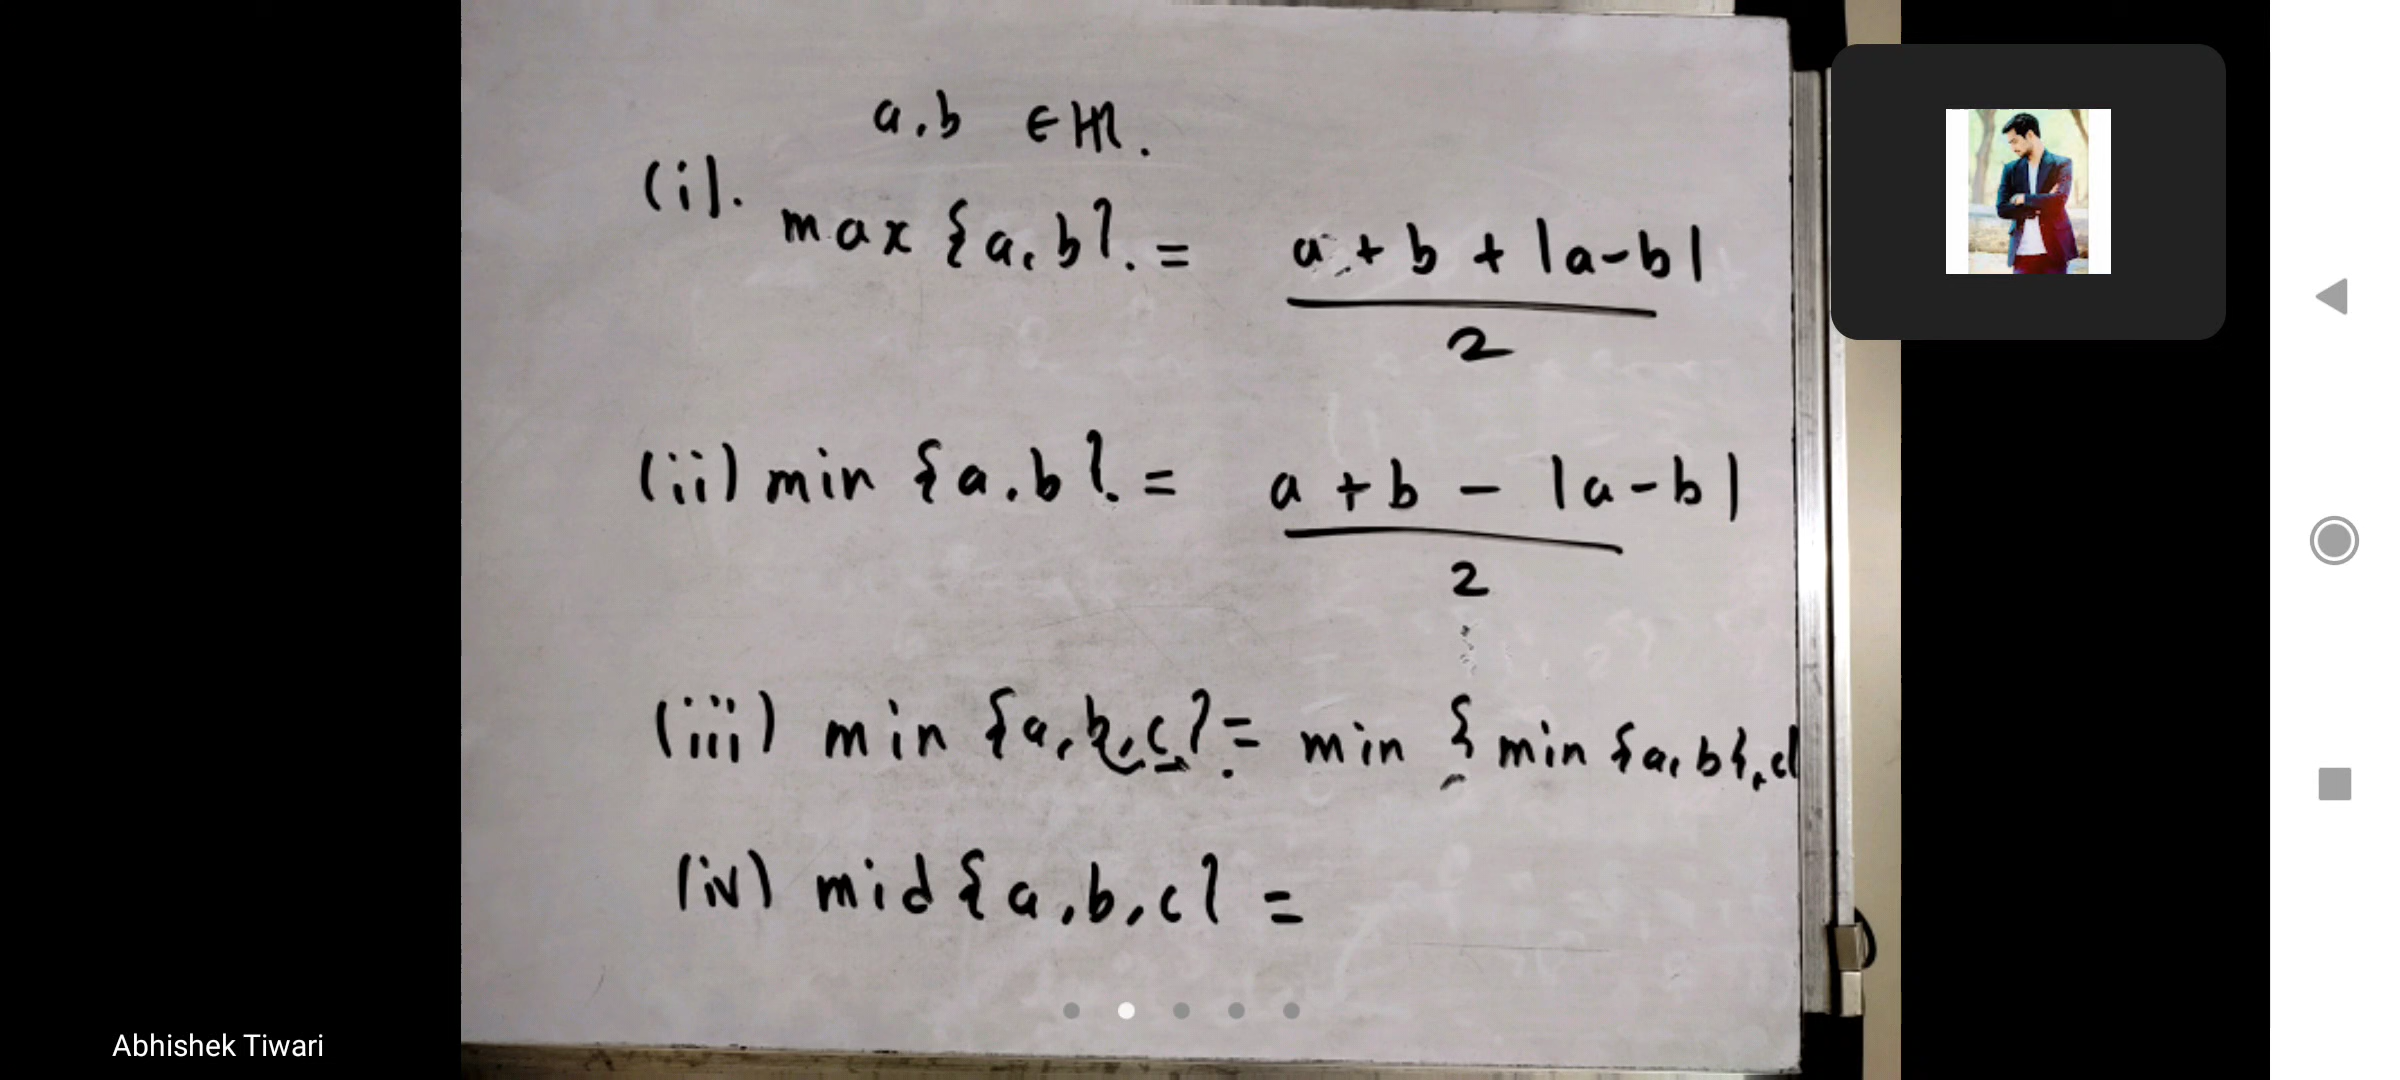 a, b ∈ ℝ.
(i). max {a, b}. = a + b + |a-b|
2
(ii) min {a, b}. = a + b - |a-b|
2
(iii) min {a, b, c} = min { min {a, b}, c}
(iv) mid {a, b, c} =
Abhishek Tiwari